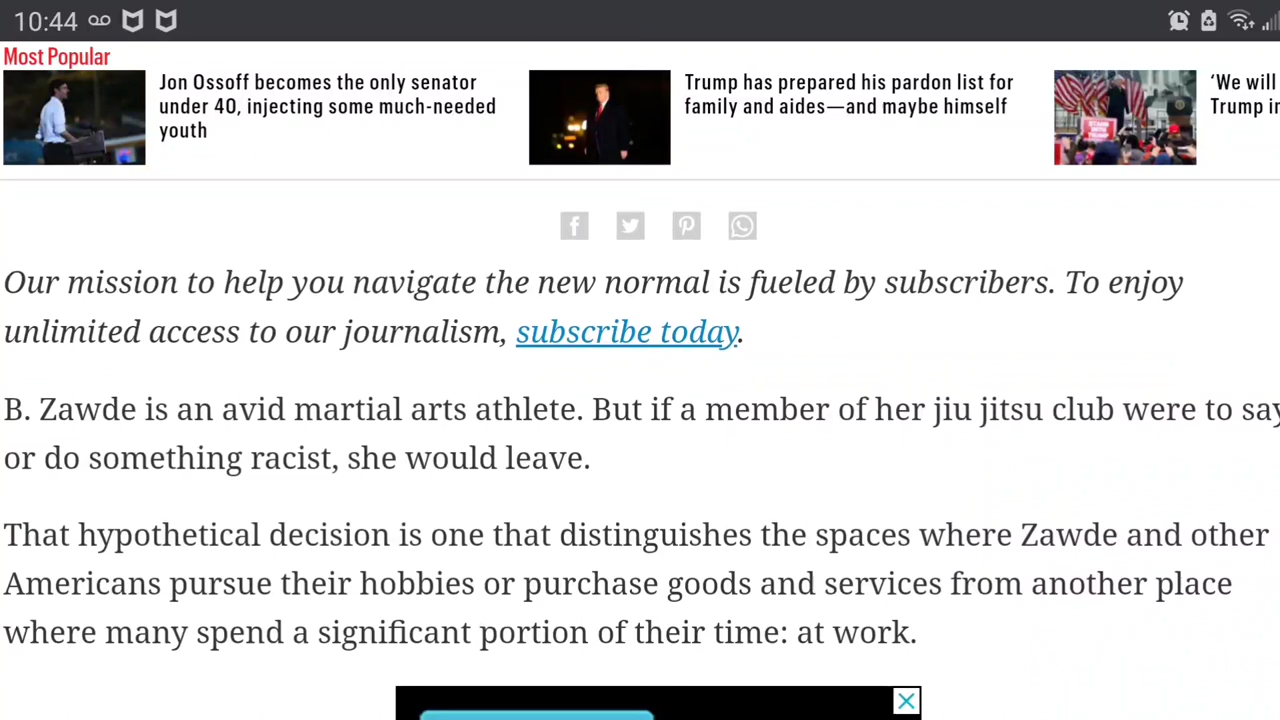 10:44
Most Popular
Jon Ossoff becomes the only senator
under 40, injecting some much-needed
youth
Trump has prepared his pardon list for
family and aides—and maybe himself
‘We will
Trump in
Our mission to help you navigate the new normal is fueled by subscribers. To enjoy
unlimited access to our journalism, subscribe today.
B. Zawde is an avid martial arts athlete. But if a member of her jiu jitsu club were to say
or do something racist, she would leave.
That hypothetical decision is one that distinguishes the spaces where Zawde and other
Americans pursue their hobbies or purchase goods and services from another place
where many spend a significant portion of their time: at work.